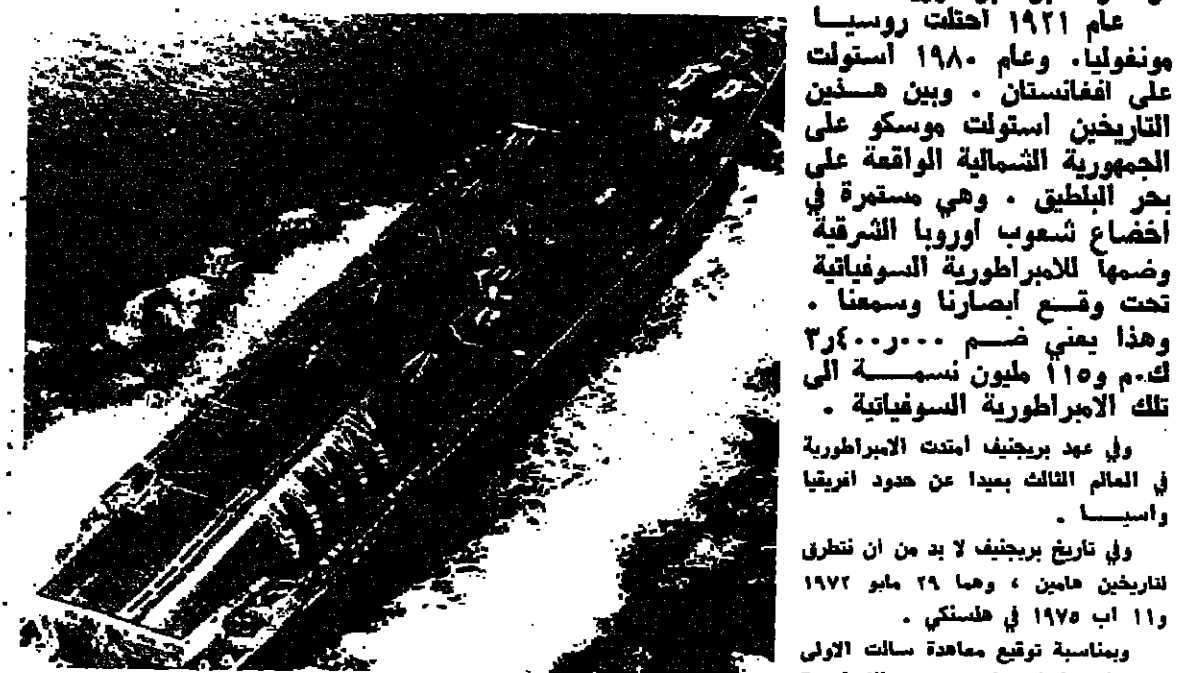 عام ١٩٢١ احتلت روسيا
مونغوليا. وعام ١٩٨٠ استولت
على افغانستان . وبين هذين
التاريخين استولت موسكو على
الجمهورية الشمالية الواقعة على
بحر البلطيق . وهي مستمرة في
اخضاع شعوب اوروبا الشرقية
وضمها للامبراطورية السوفياتية
تحت وقع ابصارنا وسمعنا .
وهذا يعني ضم ٣٫٤٠٠٫٠٠٠
ك.م و١١٥ مليون نسمة الى
تلك الامبراطورية السوفياتية .
وفي عهد بريجنيف امتدت الامبراطورية
في العالم الثالث بعيدا عن حدود افريقيا
واسيا .
وفي تاريخ بريجنيف لا بد من ان نتطرق
لتاريخين هامين ، وهما ٢٩ مايو ١٩٧٢
و١١ اب ١٩٧٥ في هلسنكي .
وبمناسبة توقيع معاهدة سالت الاولى